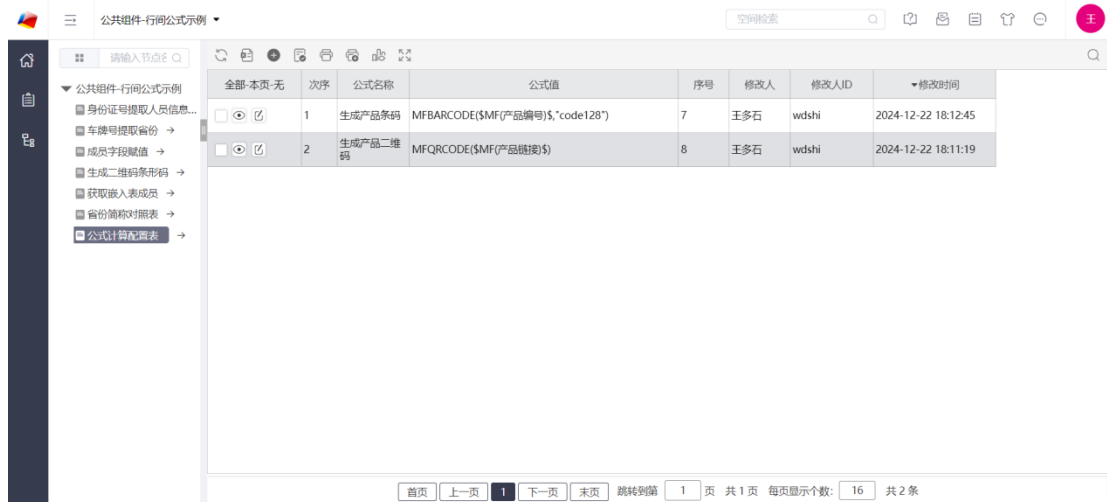 公共组件-行间公式示例
空间检索
王
请输入节点名
公共组件-行间公式示例
身份证号提取人员信息...
车牌号提取省份
成员字段赋值
生成二维码条形码
获取嵌入表成员
省份简称对照表
公式计算配置表
全部-本页-无 次序 公式名称 公式值 序号 修改人 修改人ID 修改时间
1 生成产品条码 MFBARCODE($MF(产品编号)$,"code128") 7 王多石 wdshi 2024-12-22 18:12:45
2 生成产品二维码 MFQRCODE($MF(产品链接)$) 8 王多石 wdshi 2024-12-22 18:11:19
首页 上一页 1 下一页 末页 跳转到第 1 页 共 1 页 每页显示个数: 16 共 2 条